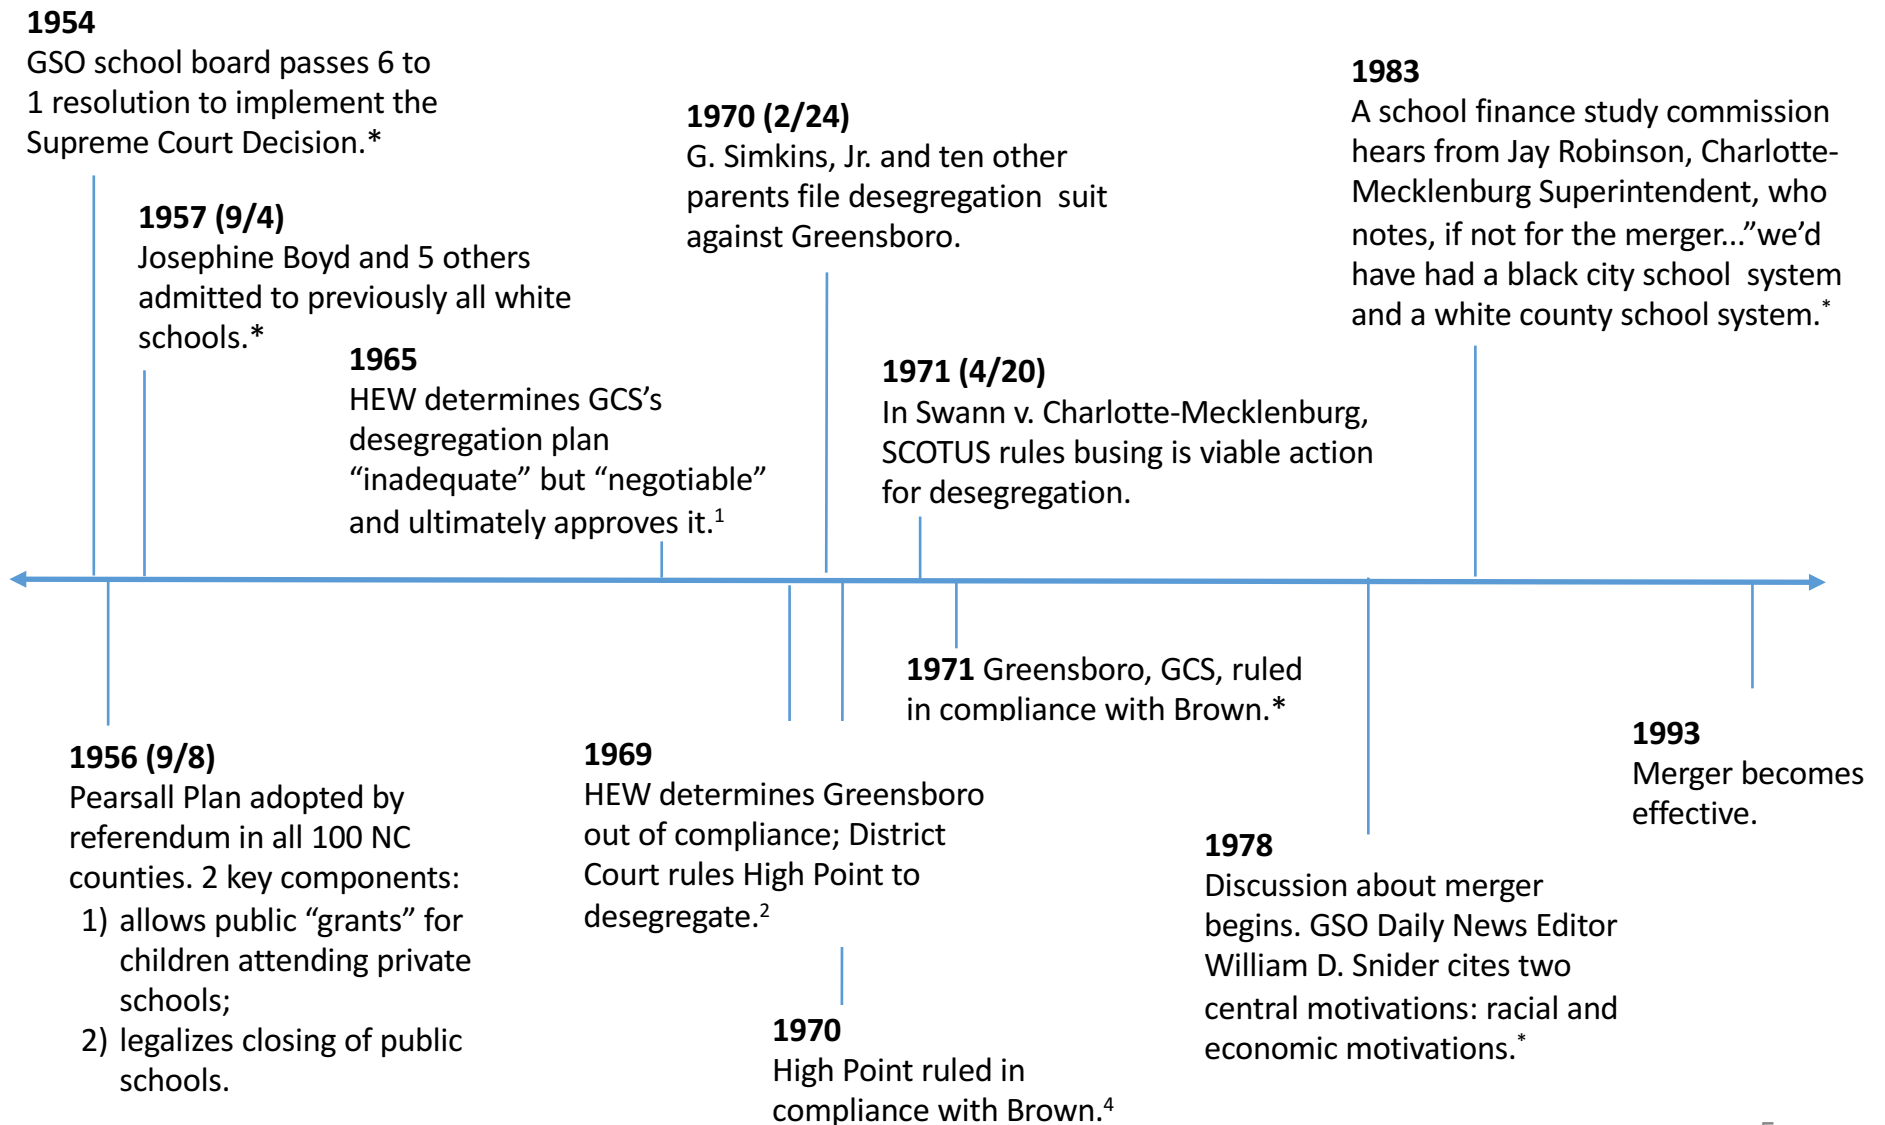 1954
GSO school board passes 6 to
1 resolution to implement the
Supreme Court Decision.*
1957 (9/4)
Josephine Boyd and 5 others
admitted to previously all white
schools.*
1965
HEW determines GCS’s
desegregation plan
“inadequate” but “negotiable”
and ultimately approves it.1
1970 (2/24)
G. Simkins, Jr. and ten other
parents file desegregation suit
against Greensboro.
1971 (4/20)
In Swann v. Charlotte-Mecklenburg,
SCOTUS rules busing is viable action
for desegregation.
1983
A school finance study commission
hears from Jay Robinson, Charlotte-
Mecklenburg Superintendent, who
notes, if not for the merger...”we’d
have had a black city school system
and a white county school system.*
1956 (9/8)
Pearsall Plan adopted by
referendum in all 100 NC
counties. 2 key components:
1) allows public “grants” for
children attending private
schools;
2) legalizes closing of public
schools.
1969
HEW determines Greensboro
out of compliance; District
Court rules High Point to
desegregate.2
1970
High Point ruled in
compliance with Brown.4
1971 Greensboro, GCS, ruled
in compliance with Brown.*
1978
Discussion about merger
begins. GSO Daily News Editor
William D. Snider cites two
central motivations: racial and
economic motivations.*
1993
Merger becomes
effective.